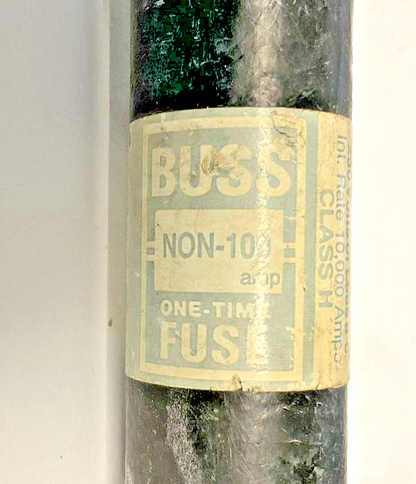 BUSS
NON-100
amp
ONE-TIME
FUSE
Int. Rate 10,000 Amps.
CLASS H